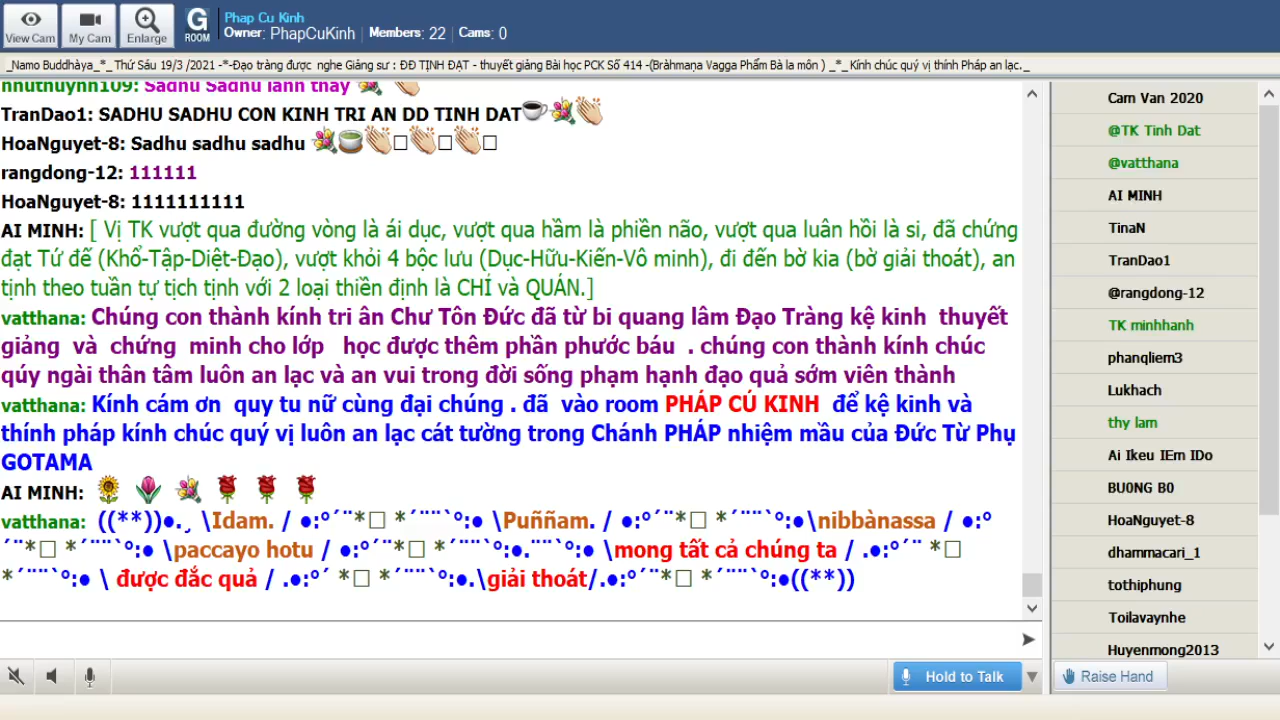 View Cam
My Cam
Enlarge
G ROOM
Phap Cu Kinh
Owner: PhapCuKinh | Members: 22 | Cams: 0
_Namo Buddhàya_*_ Thứ Sáu 19/3 /2021 -*-Đạo tràng được nghe Giảng sư : ĐĐ TỊNH ĐẠT - thuyết giảng Bài học PCK Số 414 -(Bràhmaṇa Vagga Phẩm Bà la môn ) _*_ Kính chúc quý vị thính Pháp an lạc._
nhuthuynh109: Sadhu Sadhu lành thay 💐 👏
TranDao1: SADHU SADHU CON KINH TRI AN DD TINH DAT☕💐👏
HoaNguyet-8: Sadhu sadhu sadhu 💐🍵👏□👏□👏□
rangdong-12: 111111
HoaNguyet-8: 1111111111
AI MINH: [ Vị TK vượt qua đường vòng là ái dục, vượt qua hầm là phiền não, vượt qua luân hồi là si, đã chứng
đạt Tứ đế (Khổ-Tập-Diệt-Đạo), vượt khỏi 4 bộc lưu (Dục-Hữu-Kiến-Vô minh), đi đến bờ kia (bờ giải thoát), an
tịnh theo tuần tự tịch tịnh với 2 loại thiền định là CHÍ và QUÁN.]
vatthana: Chúng con thành kính tri ân Chư Tôn Đức đã từ bi quang lâm Đạo Tràng kệ kinh thuyết
giảng và chứng minh cho lớp học được thêm phần phước báu . chúng con thành kính chúc
qúy ngài thân tâm luôn an lạc và an vui trong đời sống phạm hạnh đạo quả sớm viên thành
vatthana: Kính cám ơn quy tu nữ cùng đại chúng . đã vào room PHÁP CÚ KINH để kệ kinh và
thính pháp kính chúc quý vị luôn an lạc cát tường trong Chánh PHÁP nhiệm mầu của Đức Từ Phụ
GOTAMA
AI MINH: 🌻 🌷 💐 🌹 🌹 🌹
vatthana: ((**))●.¸ \Idam. / ●:°´¨*□ *´¨¨`°:● \Puññam. / ●:°´¨*□ *´¨¨`°:●\nibbànassa / ●:°
´¨*□ *´¨¨`°:● \paccayo hotu / ●:°´¨*□ *´¨¨`°:●.¨¨`°:● \mong tất cả chúng ta / .●:°´¨ *□
*´¨¨`°:● \ được đắc quả / .●:°´ *□ *´¨¨`°:●.\giải thoát/.●:°´¨*□ *´¨¨`°:●((**))
Hold to Talk
Cam Van 2020
@TK Tinh Dat
@vatthana
AI MINH
TinaN
TranDao1
@rangdong-12
TK minhhanh
phanqliem3
Lukhach
thy lam
Ai Ikeu IEm IDo
BU0NG B0
HoaNguyet-8
dhammacari_1
tothiphung
Toilavaynhe
Huyenmong2013
Raise Hand